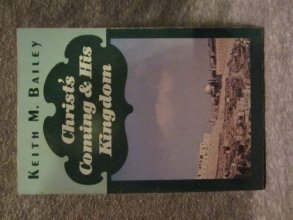 KEITH M. BAILEY
Christ's
Coming & His
Kingdom